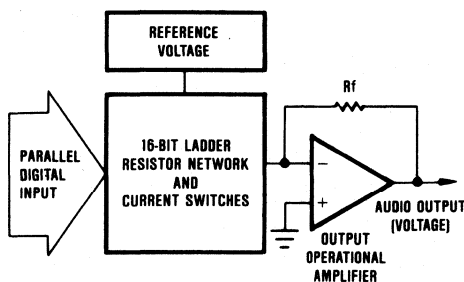 REFERENCE
VOLTAGE
Rf
PARALLEL
DIGITAL
INPUT
16-BIT LADDER
RESISTOR NETWORK
AND
CURRENT SWITCHES
−
+
AUDIO OUTPUT
(VOLTAGE)
OUTPUT
OPERATIONAL
AMPLIFIER